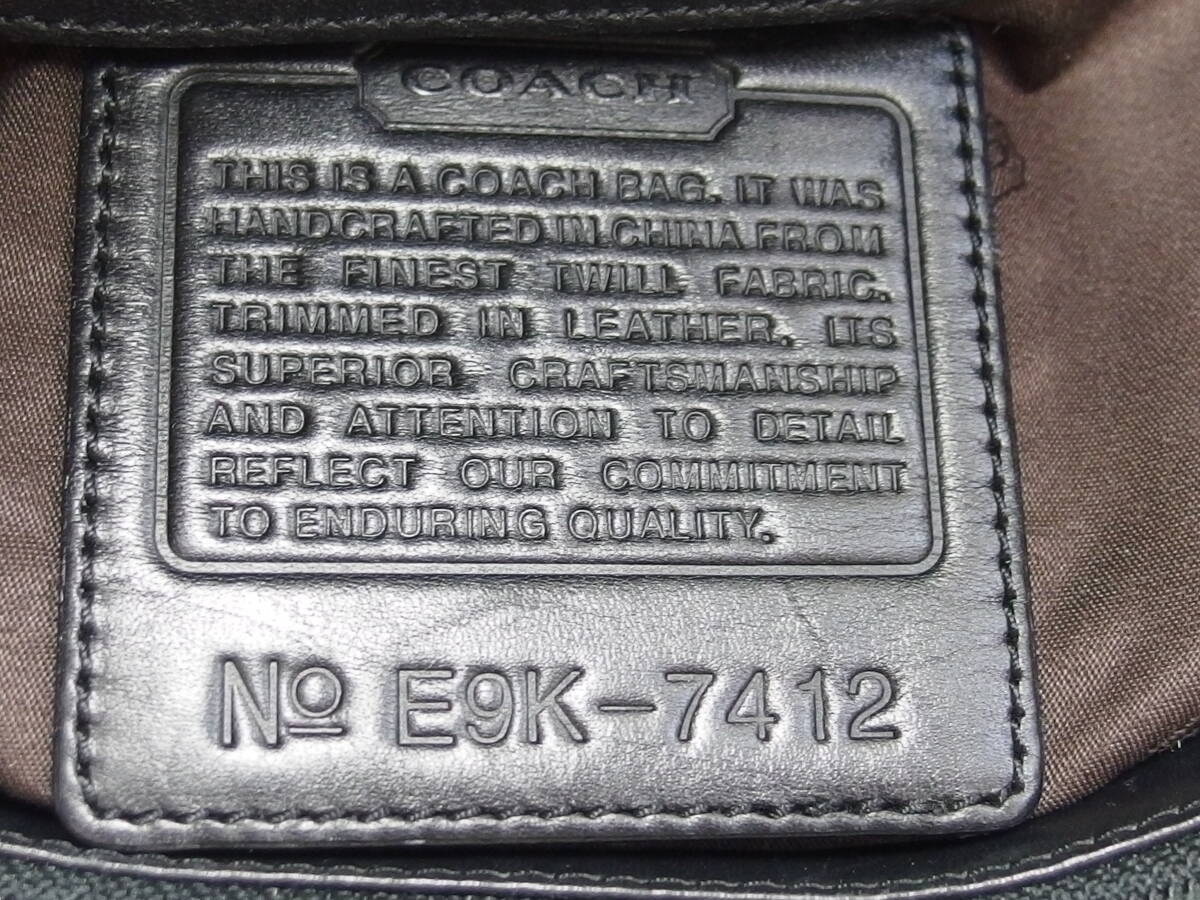 COACH
THIS IS A COACH BAG. IT WAS
HANDCRAFTED IN CHINA FROM
THE FINEST TWILL FABRIC.
TRIMMED IN LEATHER. ITS
SUPERIOR CRAFTSMANSHIP
AND ATTENTION TO DETAIL
REFLECT OUR COMMITMENT
TO ENDURING QUALITY.
Nº E9K-7412